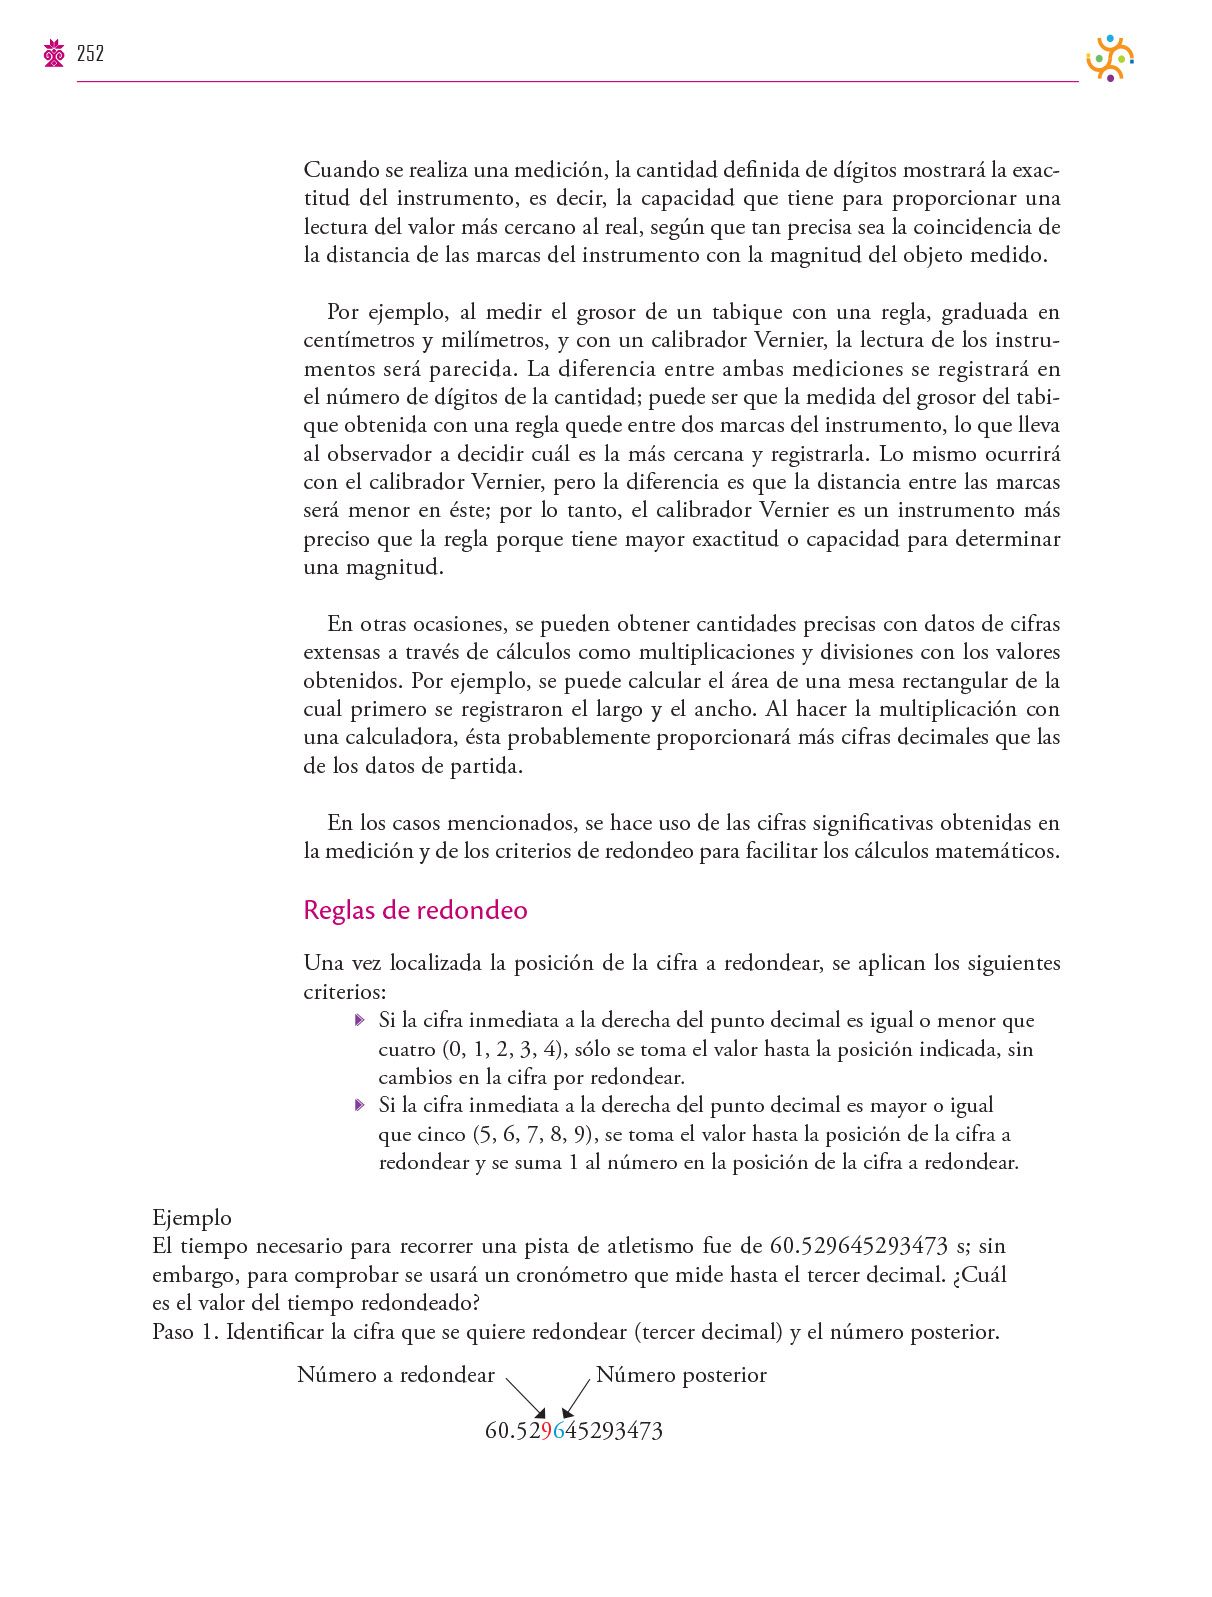 252
Cuando se realiza una medición, la cantidad definida de dígitos mostrará la exac-
titud del instrumento, es decir, la capacidad que tiene para proporcionar una
lectura del valor más cercano al real, según que tan precisa sea la coincidencia de
la distancia de las marcas del instrumento con la magnitud del objeto medido.
Por ejemplo, al medir el grosor de un tabique con una regla, graduada en
centímetros y milímetros, y con un calibrador Vernier, la lectura de los instru-
mentos será parecida. La diferencia entre ambas mediciones se registrará en
el número de dígitos de la cantidad; puede ser que la medida del grosor del tabi-
que obtenida con una regla quede entre dos marcas del instrumento, lo que lleva
al observador a decidir cuál es la más cercana y registrarla. Lo mismo ocurrirá
con el calibrador Vernier, pero la diferencia es que la distancia entre las marcas
será menor en éste; por lo tanto, el calibrador Vernier es un instrumento más
preciso que la regla porque tiene mayor exactitud o capacidad para determinar
una magnitud.
En otras ocasiones, se pueden obtener cantidades precisas con datos de cifras
extensas a través de cálculos como multiplicaciones y divisiones con los valores
obtenidos. Por ejemplo, se puede calcular el área de una mesa rectangular de la
cual primero se registraron el largo y el ancho. Al hacer la multiplicación con
una calculadora, ésta probablemente proporcionará más cifras decimales que las
de los datos de partida.
En los casos mencionados, se hace uso de las cifras significativas obtenidas en
la medición y de los criterios de redondeo para facilitar los cálculos matemáticos.
Reglas de redondeo
Una vez localizada la posición de la cifra a redondear, se aplican los siguientes
criterios:
Si la cifra inmediata a la derecha del punto decimal es igual o menor que
cuatro (0, 1, 2, 3, 4), sólo se toma el valor hasta la posición indicada, sin
cambios en la cifra por redondear.
Si la cifra inmediata a la derecha del punto decimal es mayor o igual
que cinco (5, 6, 7, 8, 9), se toma el valor hasta la posición de la cifra a
redondear y se suma 1 al número en la posición de la cifra a redondear.
Ejemplo
El tiempo necesario para recorrer una pista de atletismo fue de 60.529645293473 s; sin
embargo, para comprobar se usará un cronómetro que mide hasta el tercer decimal. ¿Cuál
es el valor del tiempo redondeado?
Paso 1. Identificar la cifra que se quiere redondear (tercer decimal) y el número posterior.
Número a redondear Número posterior
60.529645293473